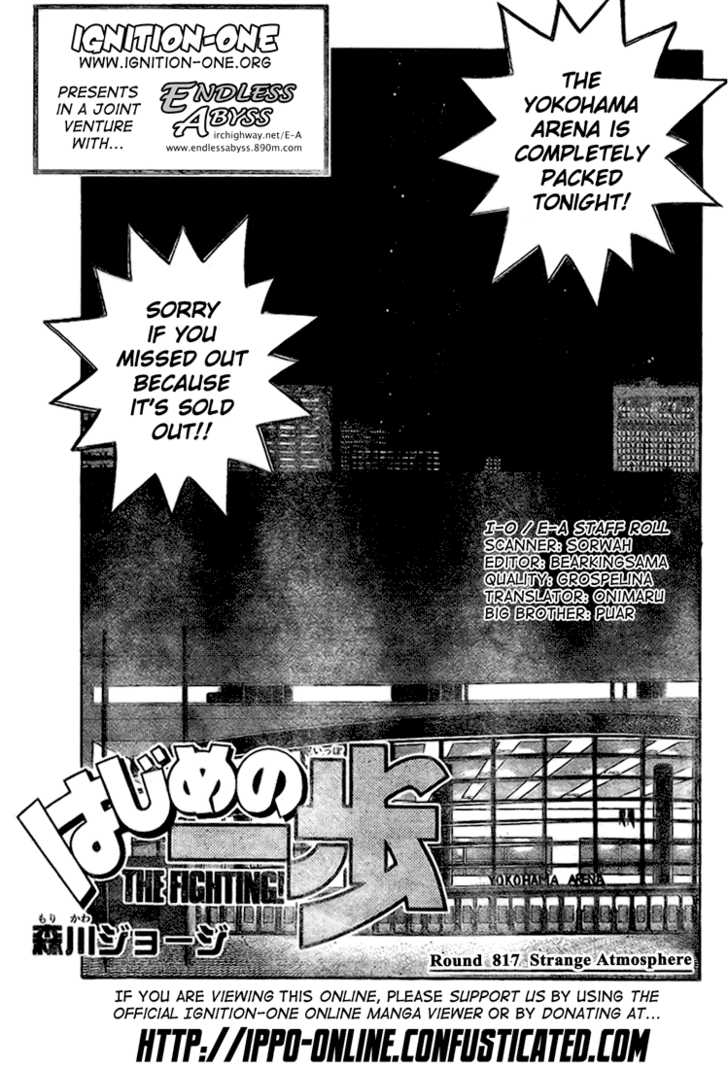 IGNITION-ONE
WWW.IGNITION-ONE.ORG
PRESENTS
IN A JOINT
VENTURE
WITH...
ENDLESS
ABYSS
irchighway.net/E-A
www.endlessabyss.890m.com
THE
YOKOHAMA
ARENA IS
COMPLETELY
PACKED
TONIGHT!
SORRY
IF YOU
MISSED OUT
BECAUSE
IT'S SOLD
OUT!!
I-O / E-A STAFF ROLL
SCANNER: SORWAH
EDITOR: BEARKINGSAMA
QUALITY: GROSPELINA
TRANSLATOR: ONIMARU
BIG BROTHER: PUAR
いっぽ
はじめの一歩
THE FIGHTING!
YOKOHAMA ARENA
もり かわ
森川ジョージ
Round 817 Strange Atmosphere
IF YOU ARE VIEWING THIS ONLINE, PLEASE SUPPORT US BY USING THE
OFFICIAL IGNITION-ONE ONLINE MANGA VIEWER OR BY DONATING AT...
HTTP://IPPO-ONLINE.CONFUSTICATED.COM